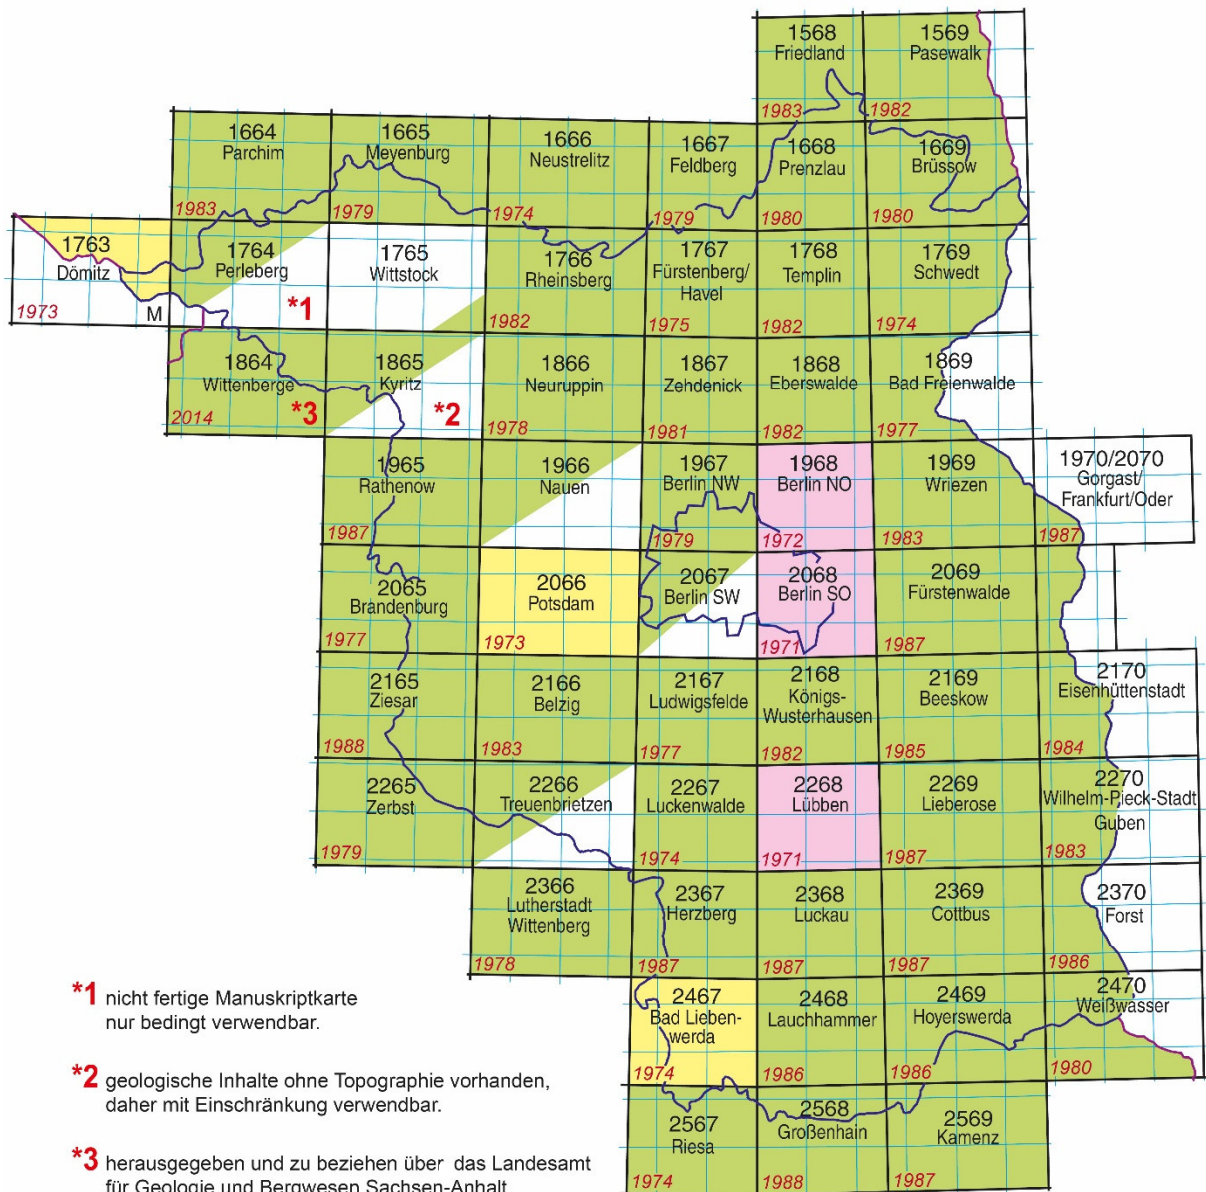 1568
Friedland
1983
1569
Pasewalk
1982
1664
Parchim
1983
1665
Meyenburg
1979
1666
Neustrelitz
1974
1667
Feldberg
1979
1668
Prenzlau
1980
1669
Brüssow
1980
1763
Dömitz
1973
M
1764
Perleberg
*1
1765
Wittstock
1766
Rheinsberg
1982
1767
Fürstenberg/
Havel
1975
1768
Templin
1982
1769
Schwedt
1974
1864
Wittenberge
2014
*3
1865
Kyritz
*2
1866
Neuruppin
1978
1867
Zehdenick
1981
1868
Eberswalde
1982
1869
Bad Freienwalde
1977
1965
Rathenow
1987
1966
Nauen
1967
Berlin NW
1979
1968
Berlin NO
1972
1969
Wriezen
1983
1970/2070
Gorgast/
Frankfurt/Oder
1987
2065
Brandenburg
1977
2066
Potsdam
1973
2067
Berlin SW
2068
Berlin SO
1971
2069
Fürstenwalde
1987
2165
Ziesar
1988
2166
Belzig
1983
2167
Ludwigsfelde
1977
2168
Königs-
Wusterhausen
1982
2169
Beeskow
1985
2170
Eisenhüttenstadt
1984
2265
Zerbst
1979
2266
Treuenbrietzen
2267
Luckenwalde
1974
2268
Lübben
1971
2269
Lieberose
1987
2270
Wilhelm-Pieck-Stadt
Guben
1983
2366
Lutherstadt
Wittenberg
1978
2367
Herzberg
1987
2368
Luckau
1987
2369
Cottbus
1987
2370
Forst
1986
2467
Bad Lieben-
werda
1974
2468
Lauchhammer
1986
2469
Hoyerswerda
1986
2470
Weißwasser
1980
2567
Riesa
1974
2568
Großenhain
1988
2569
Kamenz
1987
*1 nicht fertige Manuskriptkarte
nur bedingt verwendbar.
*2 geologische Inhalte ohne Topographie vorhanden,
daher mit Einschränkung verwendbar.
*3 herausgegeben und zu beziehen über das Landesamt
für Geologie und Bergwesen Sachsen-Anhalt